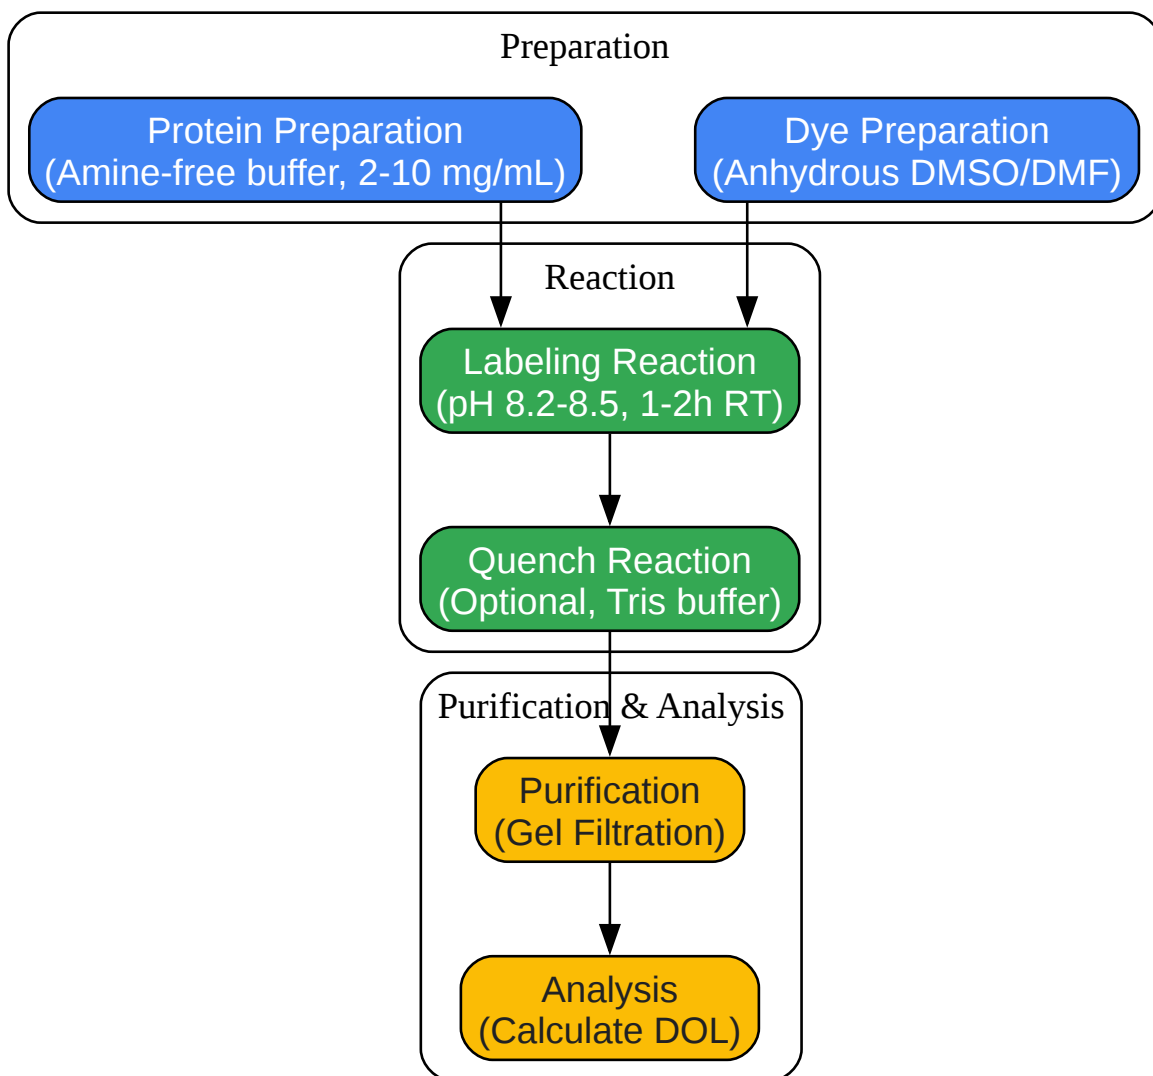 Preparation
Protein Preparation
(Amine-free buffer, 2-10 mg/mL)
Dye Preparation
(Anhydrous DMSO/DMF)
Reaction
Labeling Reaction
(pH 8.2-8.5, 1-2h RT)
Quench Reaction
(Optional, Tris buffer)
Purification & Analysis
Purification
(Gel Filtration)
Analysis
(Calculate DOL)